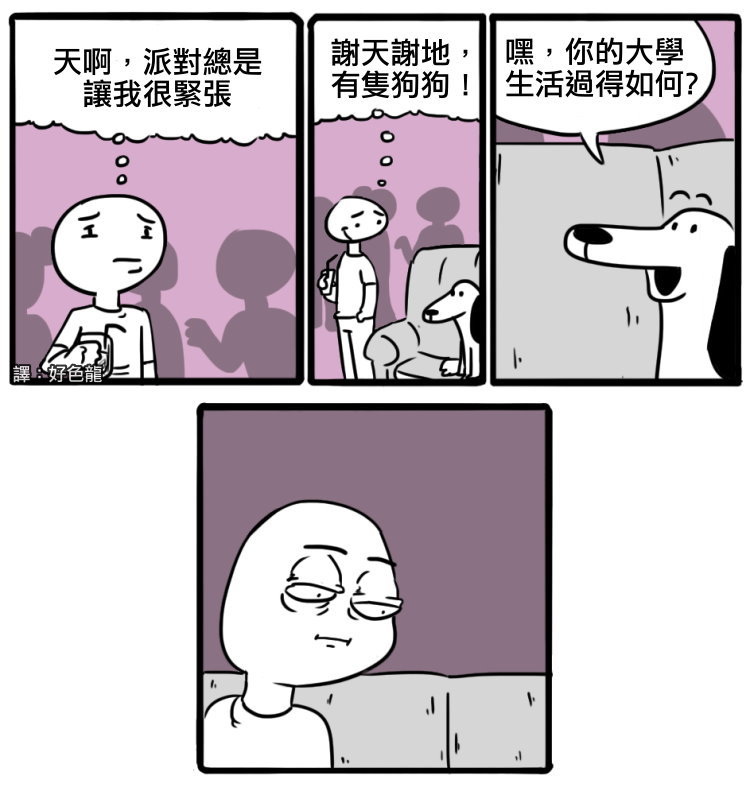 天啊，派對總是
讓我很緊張
謝天謝地，
有隻狗狗！
嘿，你的大學
生活過得如何?
譯：好色龍